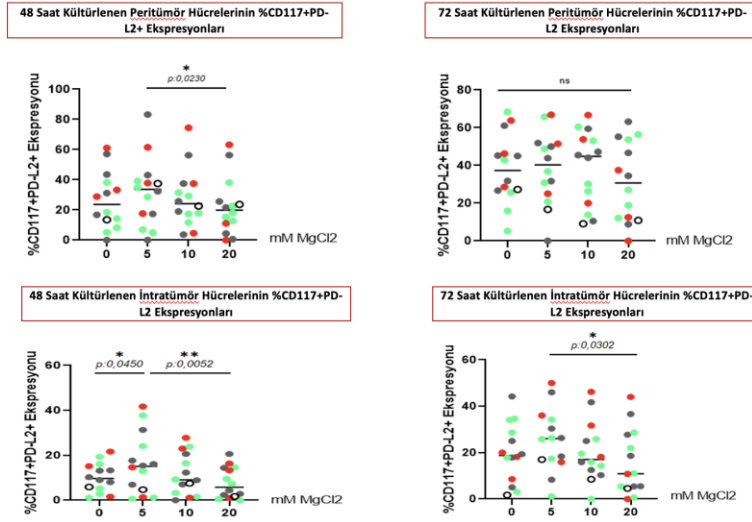 48 Saat Kültürlenen Peritümör Hücrelerinin %CD117+PD-
L2+ Ekspresyonları
%CD117+PD-L2+ Ekspresyonu
*
p:0,0230
100
80
60
40
20
0
0 5 10 20
mM MgCl2
72 Saat Kültürlenen Peritümör Hücrelerinin %CD117+PD-
L2 Ekspresyonları
%CD117+PD-L2+ Ekspresyonu
ns
80
60
40
20
0
0 5 10 20
mM MgCl2
48 Saat Kültürlenen İntratümör Hücrelerinin %CD117+PD-
L2 Ekspresyonları
%CD117+PD-L2+ Ekspresyonu
* **
p:0,0450 p:0,0052
60
40
20
0
0 5 10 20
mM MgCl2
72 Saat Kültürlenen İntratümör Hücrelerinin %CD117+PD-
L2 Ekspresyonları
%CD117+PD-L2+ Ekspresyonu
*
p:0,0302
60
40
20
0
0 5 10 20
mM MgCl2